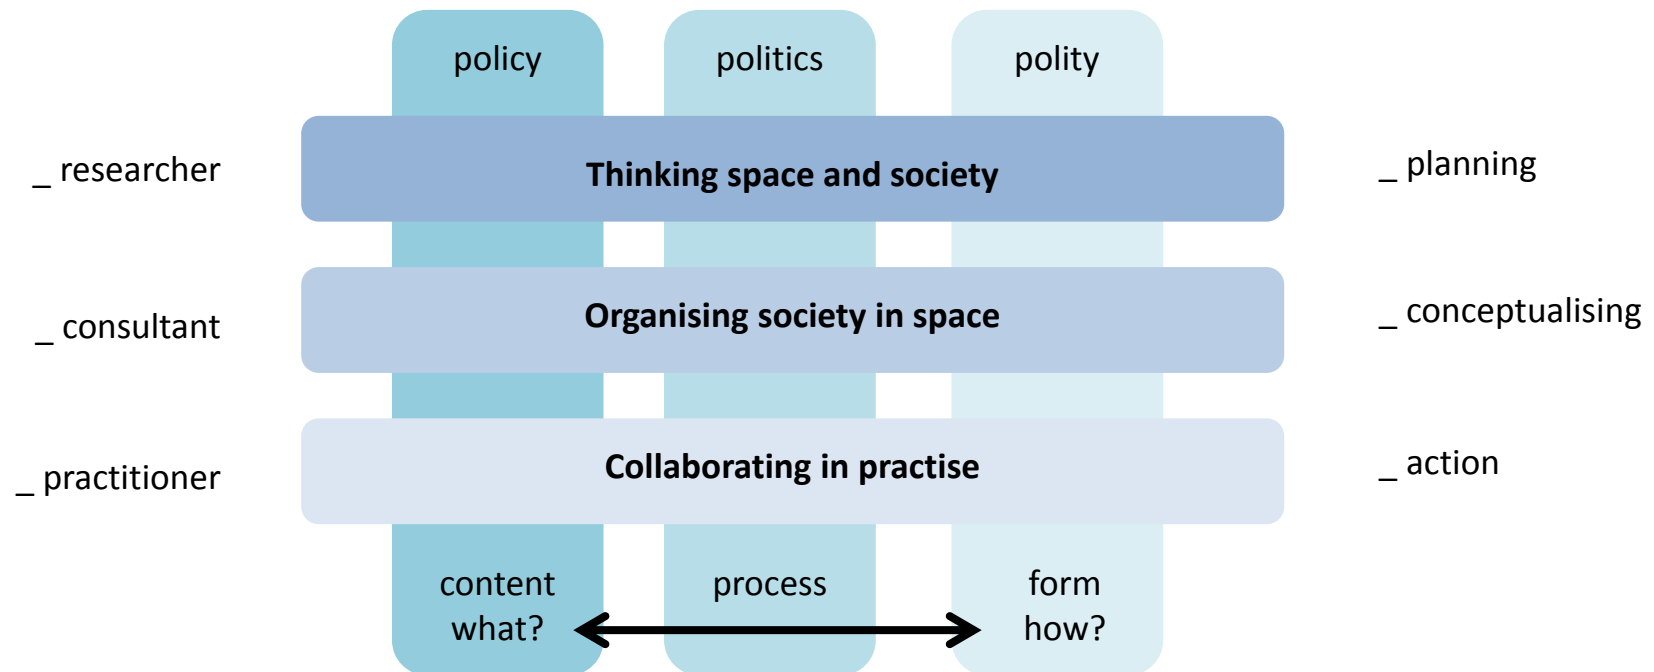 policy politics polity
_ researcher Thinking space and society _ planning
_ consultant Organising society in space _ conceptualising
_ practitioner Collaborating in practise _ action
content process form
what? how?